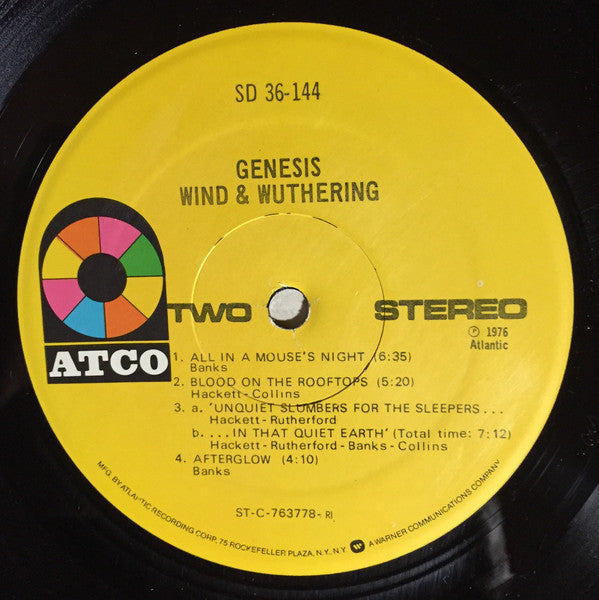 SD 36-144
GENESIS
WIND & WUTHERING
ATCO
TWO STEREO
℗ 1976
Atlantic
1. ALL IN A MOUSE'S NIGHT (6:35)
Banks
2. BLOOD ON THE ROOFTOPS (5:20)
Hackett-Collins
3. a. 'UNQUIET SLUMBERS FOR THE SLEEPERS...
Hackett-Rutherford
b. ...IN THAT QUIET EARTH' (Total time: 7:12)
Hackett-Rutherford-Banks-Collins
4. AFTERGLOW (4:10)
Banks
ST-C-763778-RI
MFG. BY ATLANTIC RECORDING CORP. 75 ROCKEFELLER PLAZA, N.Y., N.Y. A WARNER COMMUNICATIONS COMPANY